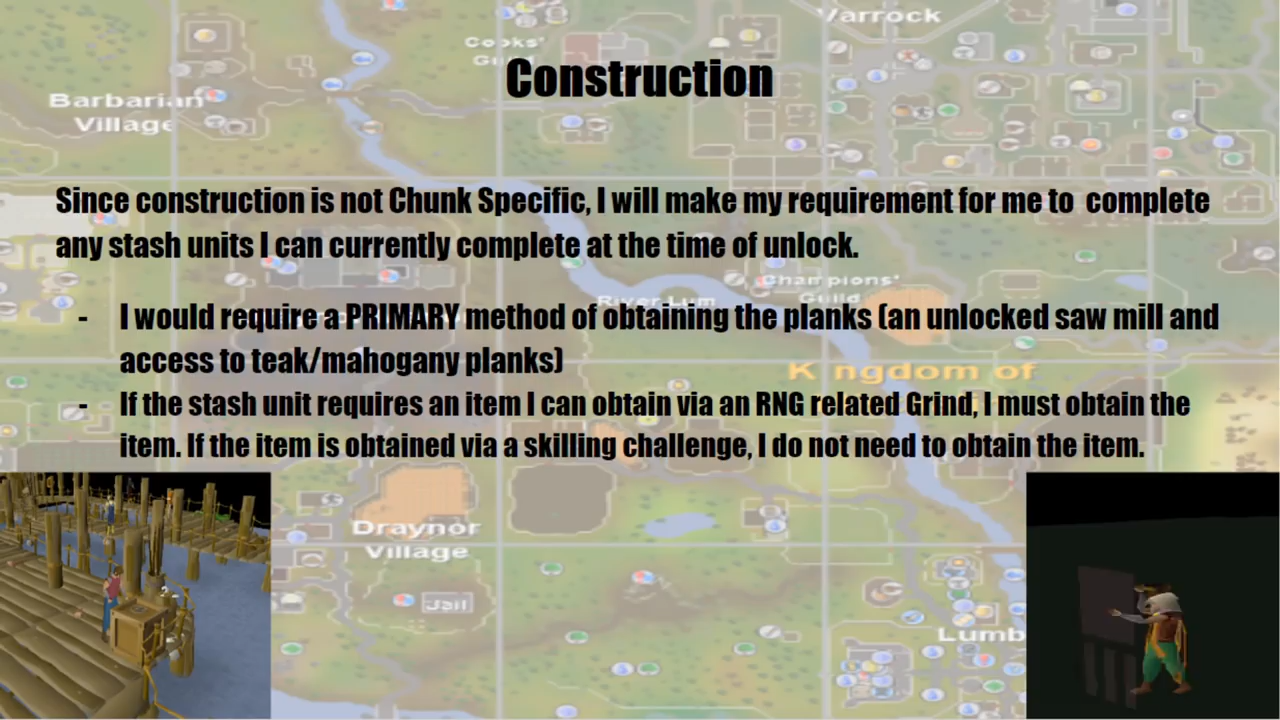 Varrock
Cooks'
Guild
Construction
Barbarian
Village
Since construction is not Chunk Specific, I will make my requirement for me to complete
any stash units I can currently complete at the time of unlock.
Champions'
Guild
River Lum
- I would require a PRIMARY method of obtaining the planks (an unlocked saw mill and
access to teak/mahogany planks)
K ngdom of
- If the stash unit requires an item I can obtain via an RNG related Grind, I must obtain the
item. If the item is obtained via a skilling challenge, I do not need to obtain the item.
Draynor
Village
Jail
Lumb